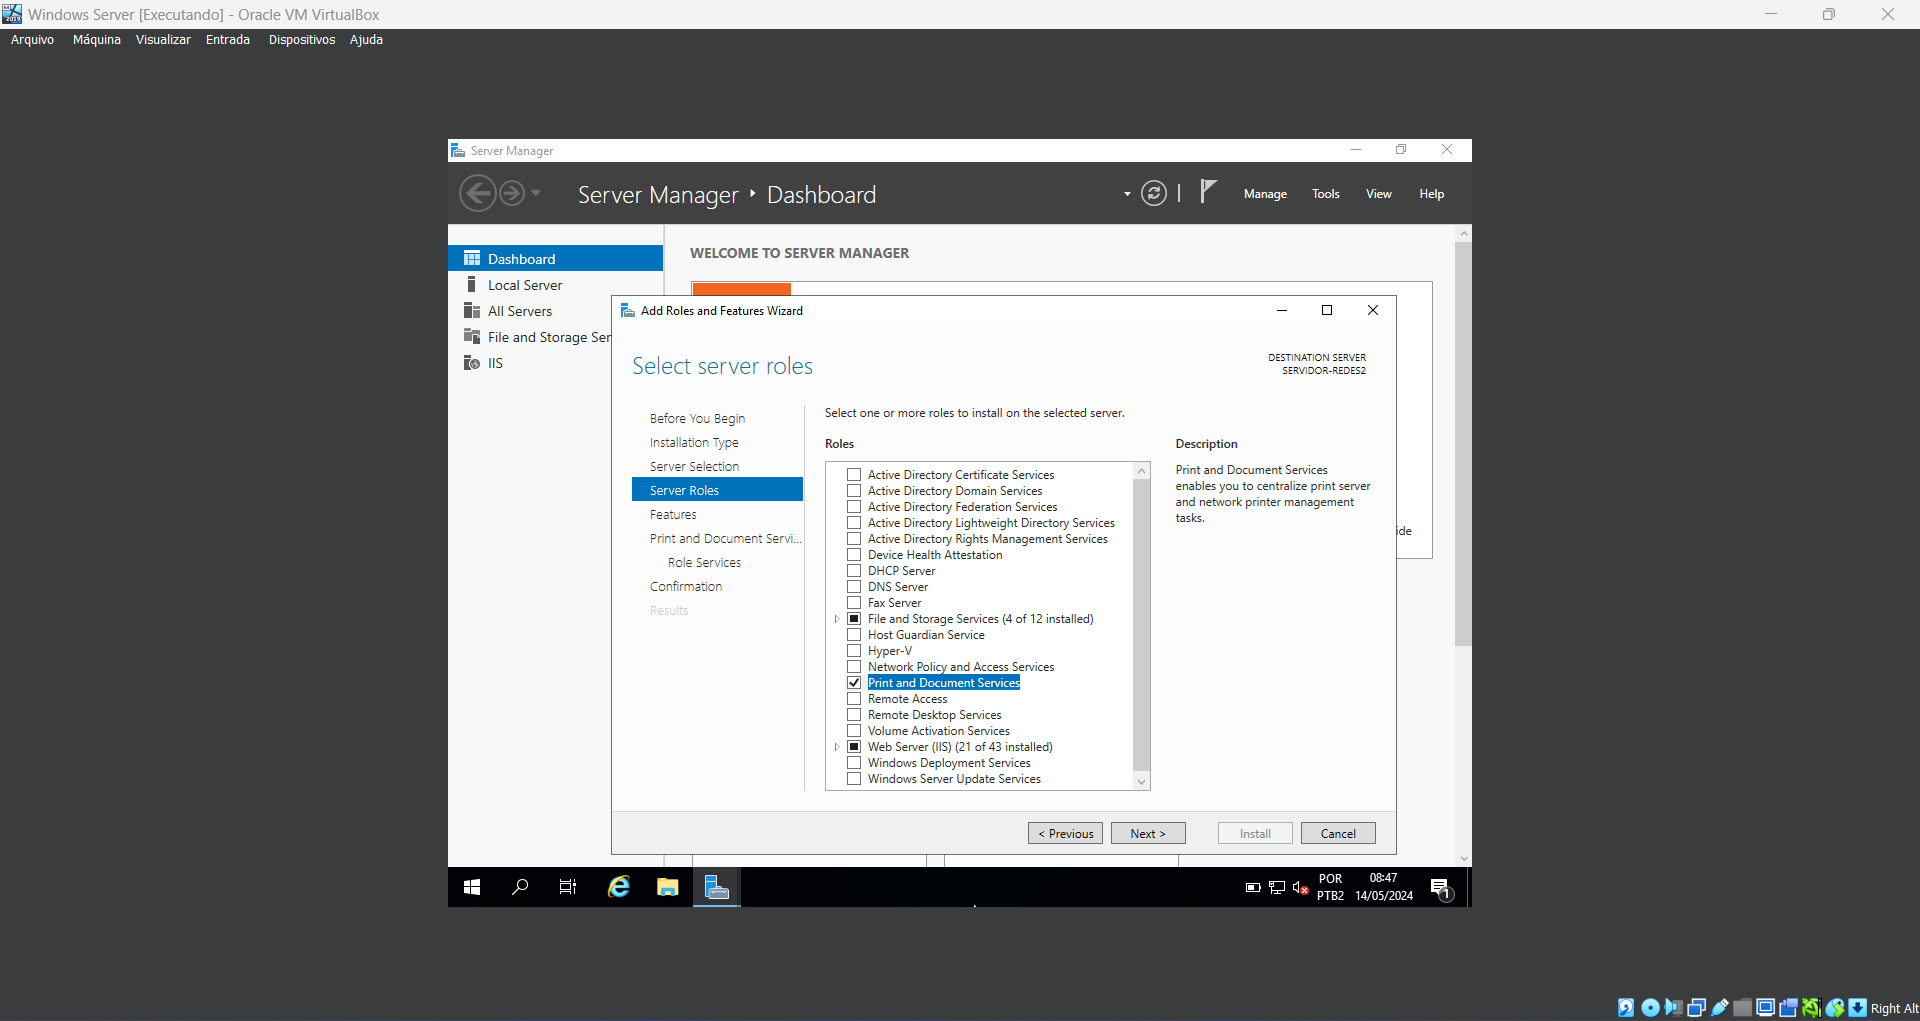 Windows Server [Executando] - Oracle VM VirtualBox
Arquivo Máquina Visualizar Entrada Dispositivos Ajuda
Server Manager
Server Manager ‣ Dashboard
Manage Tools View Help
Dashboard
Local Server
All Servers
File and Storage Ser
IIS
WELCOME TO SERVER MANAGER
Add Roles and Features Wizard
Select server roles
DESTINATION SERVER
SERVIDOR-REDES2
Before You Begin
Installation Type
Server Selection
Server Roles
Features
Print and Document Servi...
Role Services
Confirmation
Results
Select one or more roles to install on the selected server.
Roles
Active Directory Certificate Services
Active Directory Domain Services
Active Directory Federation Services
Active Directory Lightweight Directory Services
Active Directory Rights Management Services
Device Health Attestation
DHCP Server
DNS Server
Fax Server
File and Storage Services (4 of 12 installed)
Host Guardian Service
Hyper-V
Network Policy and Access Services
Print and Document Services
Remote Access
Remote Desktop Services
Volume Activation Services
Web Server (IIS) (21 of 43 installed)
Windows Deployment Services
Windows Server Update Services
Description
Print and Document Services
enables you to centralize print server
and network printer management
tasks.
ide
< Previous
Next >
Install
Cancel
POR
PTB2
08:47
14/05/2024
1
Right Alt